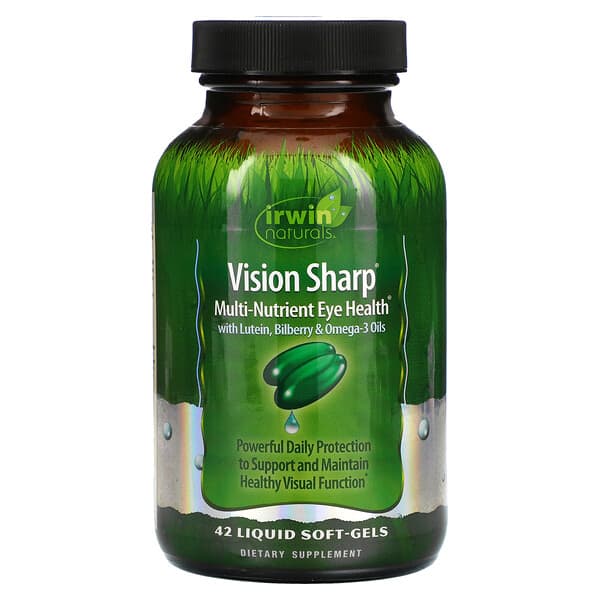 irwin
naturals®
Vision Sharp*
Multi-Nutrient Eye Health*
with Lutein, Bilberry & Omega-3 Oils
Powerful Daily Protection
to Support and Maintain
Healthy Visual Function*
42 LIQUID SOFT-GELS
DIETARY SUPPLEMENT